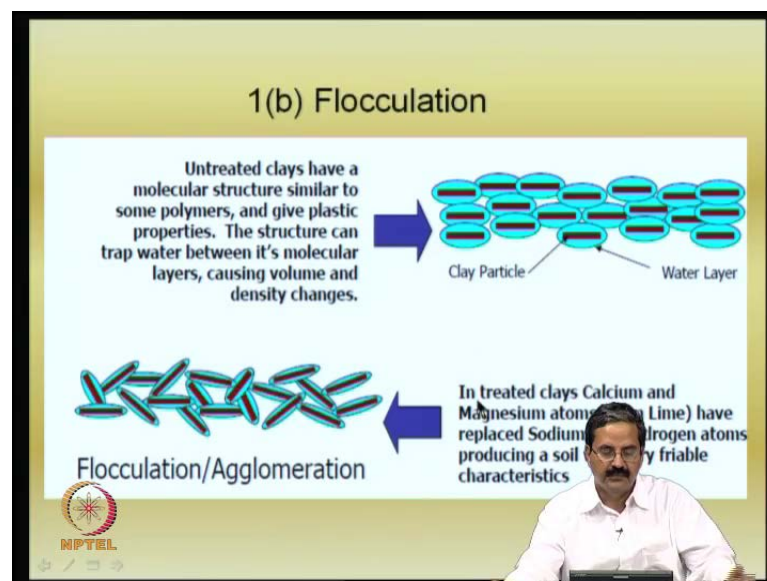 1(b) Flocculation
Untreated clays have a
molecular structure similar to
some polymers, and give plastic
properties. The structure can
trap water between it's molecular
layers, causing volume and
density changes.
Clay Particle
Water Layer
In treated clays Calcium and
Magnesium atoms Lime) have
replaced Sodium drogen atoms
producing a soil y friable
characteristics
Flocculation/Agglomeration
NPTEL